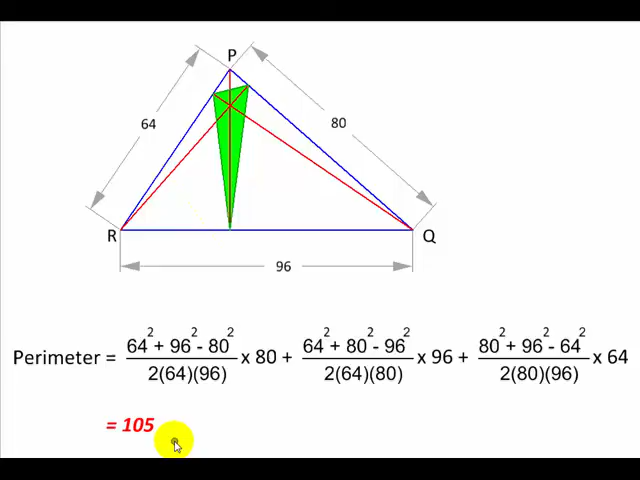 P
64
80
R
Q
96
Perimeter = (64² + 96² - 80²)/(2(64)(96)) x 80 + (64² + 80² - 96²)/(2(64)(80)) x 96 + (80² + 96² - 64²)/(2(80)(96)) x 64
= 105